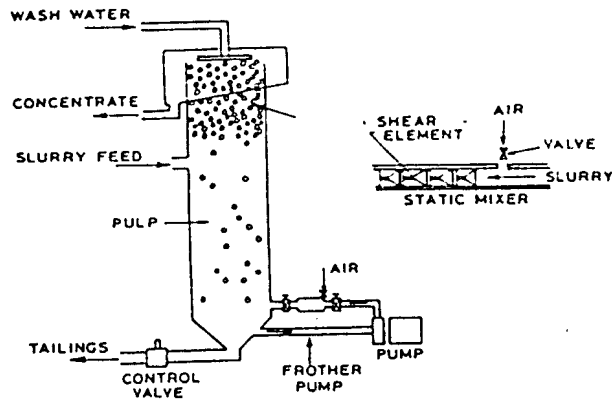 WASH WATER
CONCENTRATE
SLURRY FEED
PULP
TAILINGS
CONTROL
VALVE
AIR
FROTHER
PUMP
PUMP
SHEAR
ELEMENT
AIR
VALVE
SLURRY
STATIC MIXER